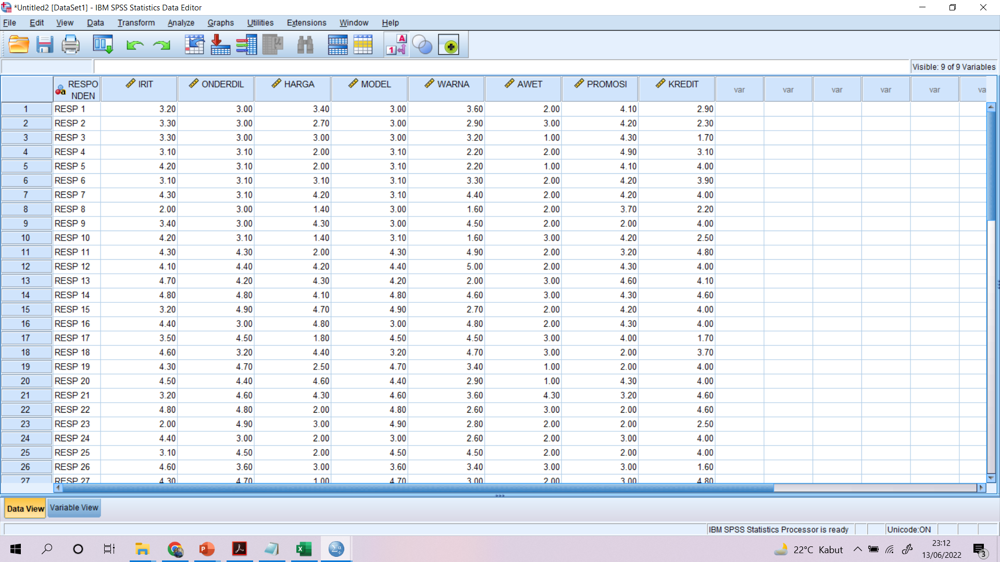 *Untitled2 [DataSet1] - IBM SPSS Statistics Data Editor
File Edit View Data Transform Analyze Graphs Utilities Extensions Window Help
Visible: 9 of 9 Variables
RESPONDEN IRIT ONDERDIL HARGA MODEL WARNA AWET PROMOSI KREDIT var var var var var va
1 RESP 1 3.20 3.00 3.40 3.00 3.60 2.00 4.10 2.90
2 RESP 2 3.30 3.00 2.70 3.00 2.90 3.00 4.20 2.30
3 RESP 3 3.30 3.00 3.00 3.00 3.20 1.00 4.30 1.70
4 RESP 4 3.10 3.10 2.00 3.10 2.20 2.00 4.90 3.10
5 RESP 5 4.20 3.10 2.00 3.10 2.20 1.00 4.10 4.00
6 RESP 6 3.10 3.10 3.10 3.10 3.30 2.00 4.20 3.90
7 RESP 7 4.30 3.10 4.20 3.10 4.40 2.00 4.20 4.00
8 RESP 8 2.00 3.00 1.40 3.00 1.60 2.00 3.70 2.20
9 RESP 9 3.40 3.00 4.30 3.00 4.50 2.00 2.00 4.00
10 RESP 10 4.20 3.10 1.40 3.10 1.60 3.00 4.20 2.50
11 RESP 11 4.30 4.30 2.00 4.30 4.90 2.00 3.20 4.80
12 RESP 12 4.10 4.40 4.20 4.40 5.00 2.00 4.30 4.00
13 RESP 13 4.70 4.20 4.30 4.20 2.00 3.00 4.60 4.10
14 RESP 14 4.80 4.80 4.10 4.80 4.60 3.00 4.30 4.60
15 RESP 15 3.20 4.90 4.70 4.90 2.70 2.00 4.20 4.00
16 RESP 16 4.40 3.00 4.80 3.00 4.80 2.00 4.30 4.00
17 RESP 17 3.50 4.50 1.80 4.50 4.50 3.00 4.00 1.70
18 RESP 18 4.60 3.20 4.40 3.20 4.70 3.00 2.00 3.70
19 RESP 19 4.30 4.70 2.50 4.70 3.40 1.00 2.00 4.00
20 RESP 20 4.50 4.40 4.60 4.40 2.90 1.00 4.30 4.00
21 RESP 21 3.20 4.60 4.30 4.60 3.60 4.30 3.20 4.60
22 RESP 22 4.80 4.80 2.00 4.80 2.60 3.00 2.00 4.60
23 RESP 23 2.00 4.90 3.00 4.90 2.80 2.00 2.00 2.50
24 RESP 24 4.40 3.00 2.00 3.00 2.60 2.00 3.00 4.00
25 RESP 25 3.10 4.50 2.00 4.50 4.50 2.00 2.00 4.00
26 RESP 26 4.60 3.60 3.00 3.60 3.40 3.00 3.00 1.60
27 RESP 27 4.30 4.70 1.00 4.70 3.00 2.00 3.00 4.80
Data View Variable View
IBM SPSS Statistics Processor is ready Unicode:ON
22°C Kabut 23:12
13/06/2022 3